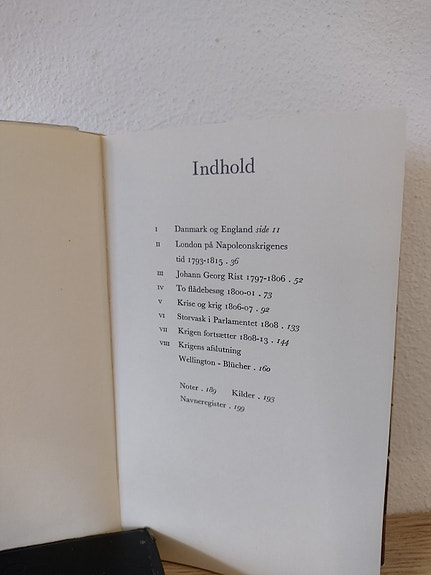 Indhold
I Danmark og England side 11
II London på Napoleonskrigenes
tid 1793-1815 . 36
III Johann Georg Rist 1797-1806 . 52
IV To flådebesøg 1800-01 . 73
V Krise og krig 1806-07 . 92
VI Storvask i Parlamentet 1808 . 133
VII Krigen fortsætter 1808-13 . 144
VIII Krigens afslutning
Wellington - Blücher . 160
Noter . 189 Kilder . 193
Navneregister . 199